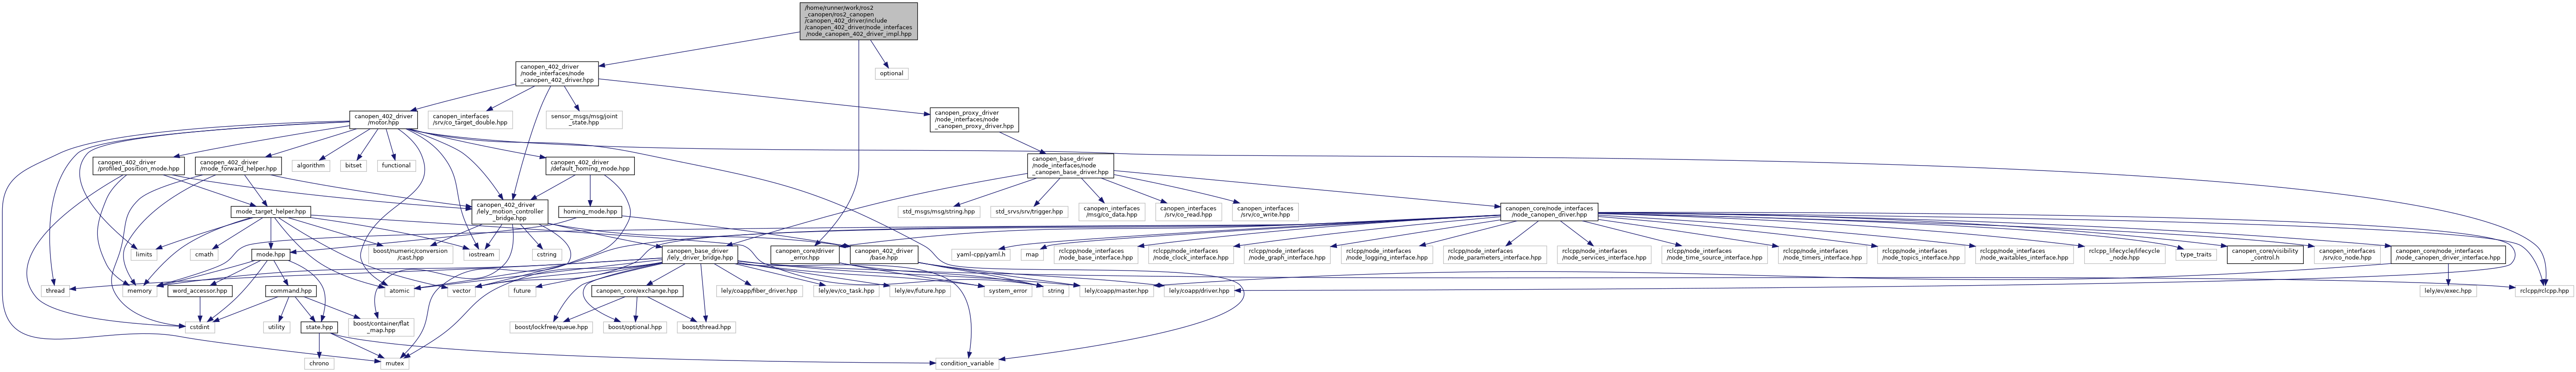 /home/runner/work/ros2
_canopen/ros2_canopen
/canopen_402_driver/include
/canopen_402_driver/node_interfaces
/node_canopen_402_driver_impl.hpp
canopen_402_driver
/node_interfaces/node
_canopen_402_driver.hpp
optional
canopen_402_driver
/motor.hpp
canopen_interfaces
/srv/co_target_double.hpp
sensor_msgs/msg/joint
_state.hpp
canopen_proxy_driver
/node_interfaces/node
_canopen_proxy_driver.hpp
canopen_402_driver
/profiled_position_mode.hpp
canopen_402_driver
/mode_forward_helper.hpp
algorithm
bitset
functional
canopen_402_driver
/default_homing_mode.hpp
canopen_base_driver
/node_interfaces/node
_canopen_base_driver.hpp
mode_target_helper.hpp
canopen_402_driver
/lely_motion_controller
_bridge.hpp
homing_mode.hpp
std_msgs/msg/string.hpp
std_srvs/srv/trigger.hpp
canopen_interfaces
/msg/co_data.hpp
canopen_interfaces
/srv/co_read.hpp
canopen_interfaces
/srv/co_write.hpp
canopen_core/node_interfaces
/node_canopen_driver.hpp
limits
cmath
mode.hpp
boost/numeric/conversion
/cast.hpp
iostream
cstring
canopen_base_driver
/lely_driver_bridge.hpp
canopen_core/driver
_error.hpp
canopen_402_driver
/base.hpp
yaml-cpp/yaml.h
map
rclcpp/node_interfaces
/node_base_interface.hpp
rclcpp/node_interfaces
/node_clock_interface.hpp
rclcpp/node_interfaces
/node_graph_interface.hpp
rclcpp/node_interfaces
/node_logging_interface.hpp
rclcpp/node_interfaces
/node_parameters_interface.hpp
rclcpp/node_interfaces
/node_services_interface.hpp
rclcpp/node_interfaces
/node_time_source_interface.hpp
rclcpp/node_interfaces
/node_timers_interface.hpp
rclcpp/node_interfaces
/node_topics_interface.hpp
rclcpp/node_interfaces
/node_waitables_interface.hpp
rclcpp_lifecycle/lifecycle
_node.hpp
type_traits
canopen_core/visibility
_control.h
canopen_interfaces
/srv/co_node.hpp
canopen_core/node_interfaces
/node_canopen_driver_interface.hpp
thread
memory
word_accessor.hpp
command.hpp
atomic
vector
future
canopen_core/exchange.hpp
lely/coapp/fiber_driver.hpp
lely/ev/co_task.hpp
lely/ev/future.hpp
system_error
string
lely/coapp/master.hpp
lely/coapp/driver.hpp
lely/ev/exec.hpp
rclcpp/rclcpp.hpp
cstdint
utility
state.hpp
boost/container/flat
_map.hpp
boost/lockfree/queue.hpp
boost/optional.hpp
boost/thread.hpp
chrono
mutex
condition_variable